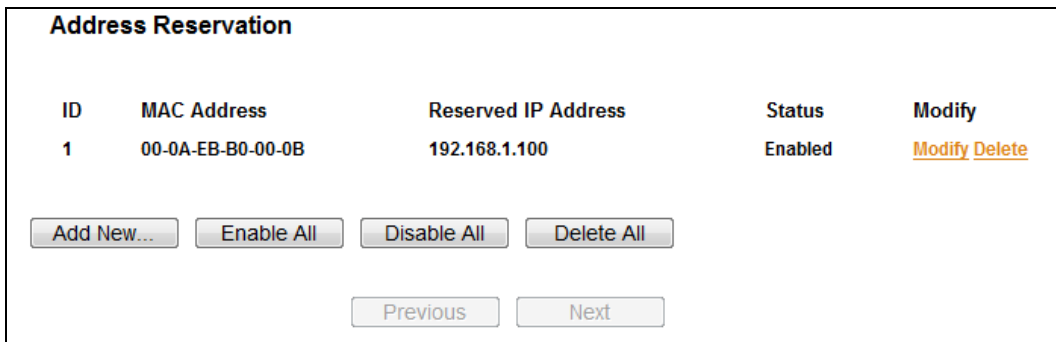 Address Reservation
ID MAC Address Reserved IP Address Status Modify
1 00-0A-EB-B0-00-0B 192.168.1.100 Enabled Modify Delete
Add New... Enable All Disable All Delete All
Previous Next